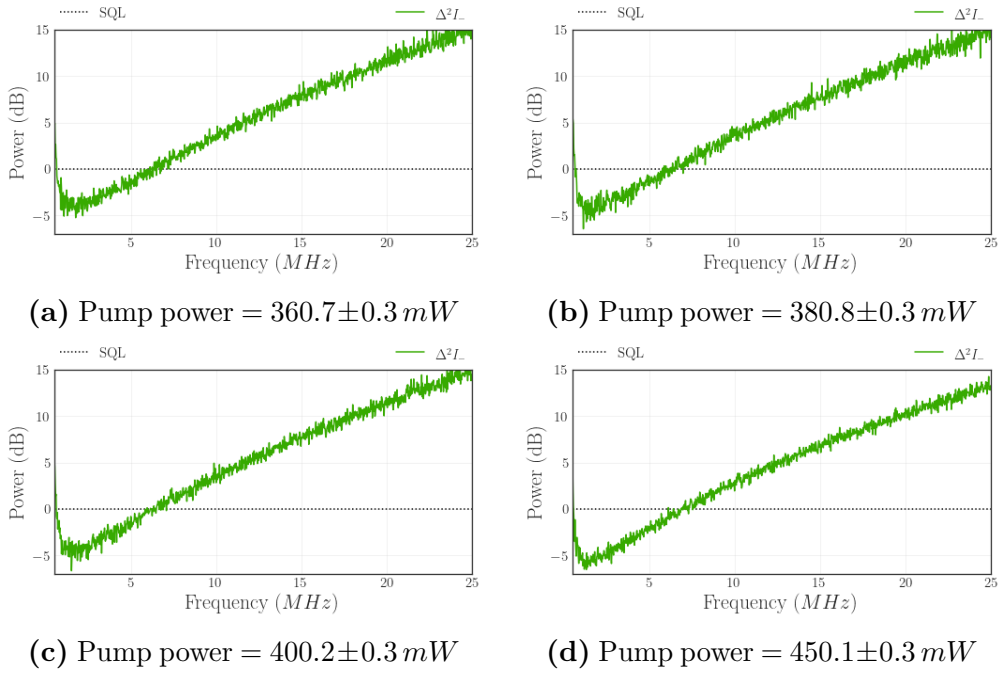 SQL Δ²I₋ SQL Δ²I₋
15 15
10 10
5 5
0 0
−5 −5
Power (dB) Power (dB)
5 10 15 20 25 5 10 15 20 25
Frequency (MHz) Frequency (MHz)
(a) Pump power = 360.7±0.3 mW (b) Pump power = 380.8±0.3 mW
SQL Δ²I₋ SQL Δ²I₋
15 15
10 10
5 5
0 0
−5 −5
Power (dB) Power (dB)
5 10 15 20 25 5 10 15 20 25
Frequency (MHz) Frequency (MHz)
(c) Pump power = 400.2±0.3 mW (d) Pump power = 450.1±0.3 mW